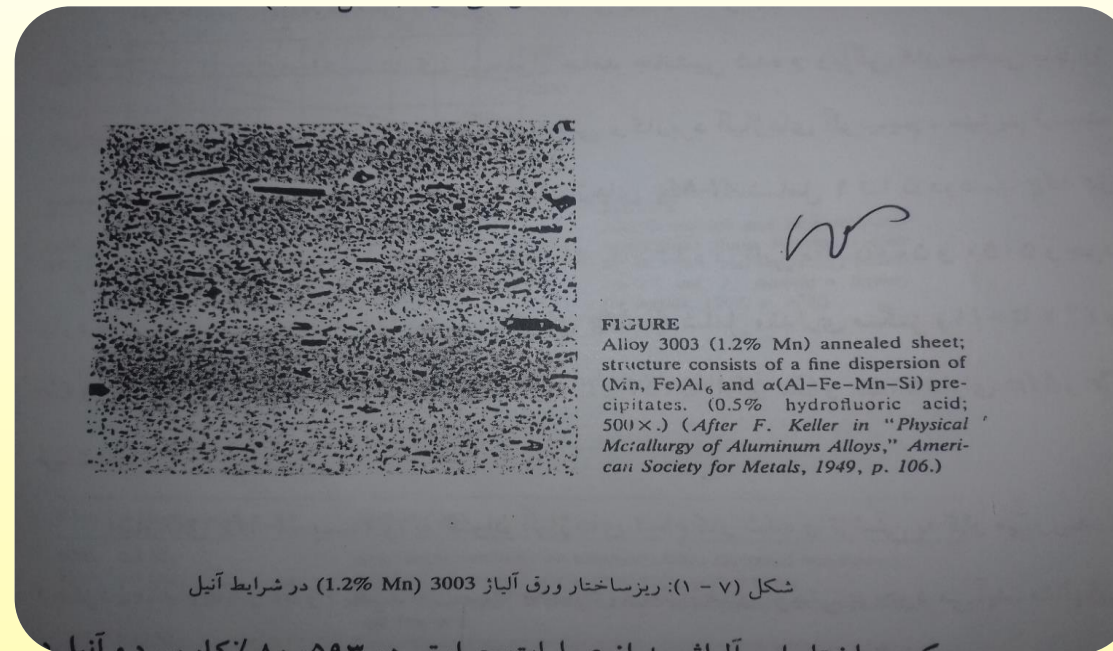 FIGURE
Alloy 3003 (1.2% Mn) annealed sheet;
structure consists of a fine dispersion of
(Mn, Fe)Al₆ and α(Al–Fe–Mn–Si) pre-
cipitates. (0.5% hydrofluoric acid;
500×.) (After F. Keller in "Physical
Metallurgy of Aluminum Alloys," Ameri-
can Society for Metals, 1949, p. 106.)
شکل (۷ – ۱): ریزساختار ورق آلیاژ 3003 (1.2% Mn) در شرایط آنیل